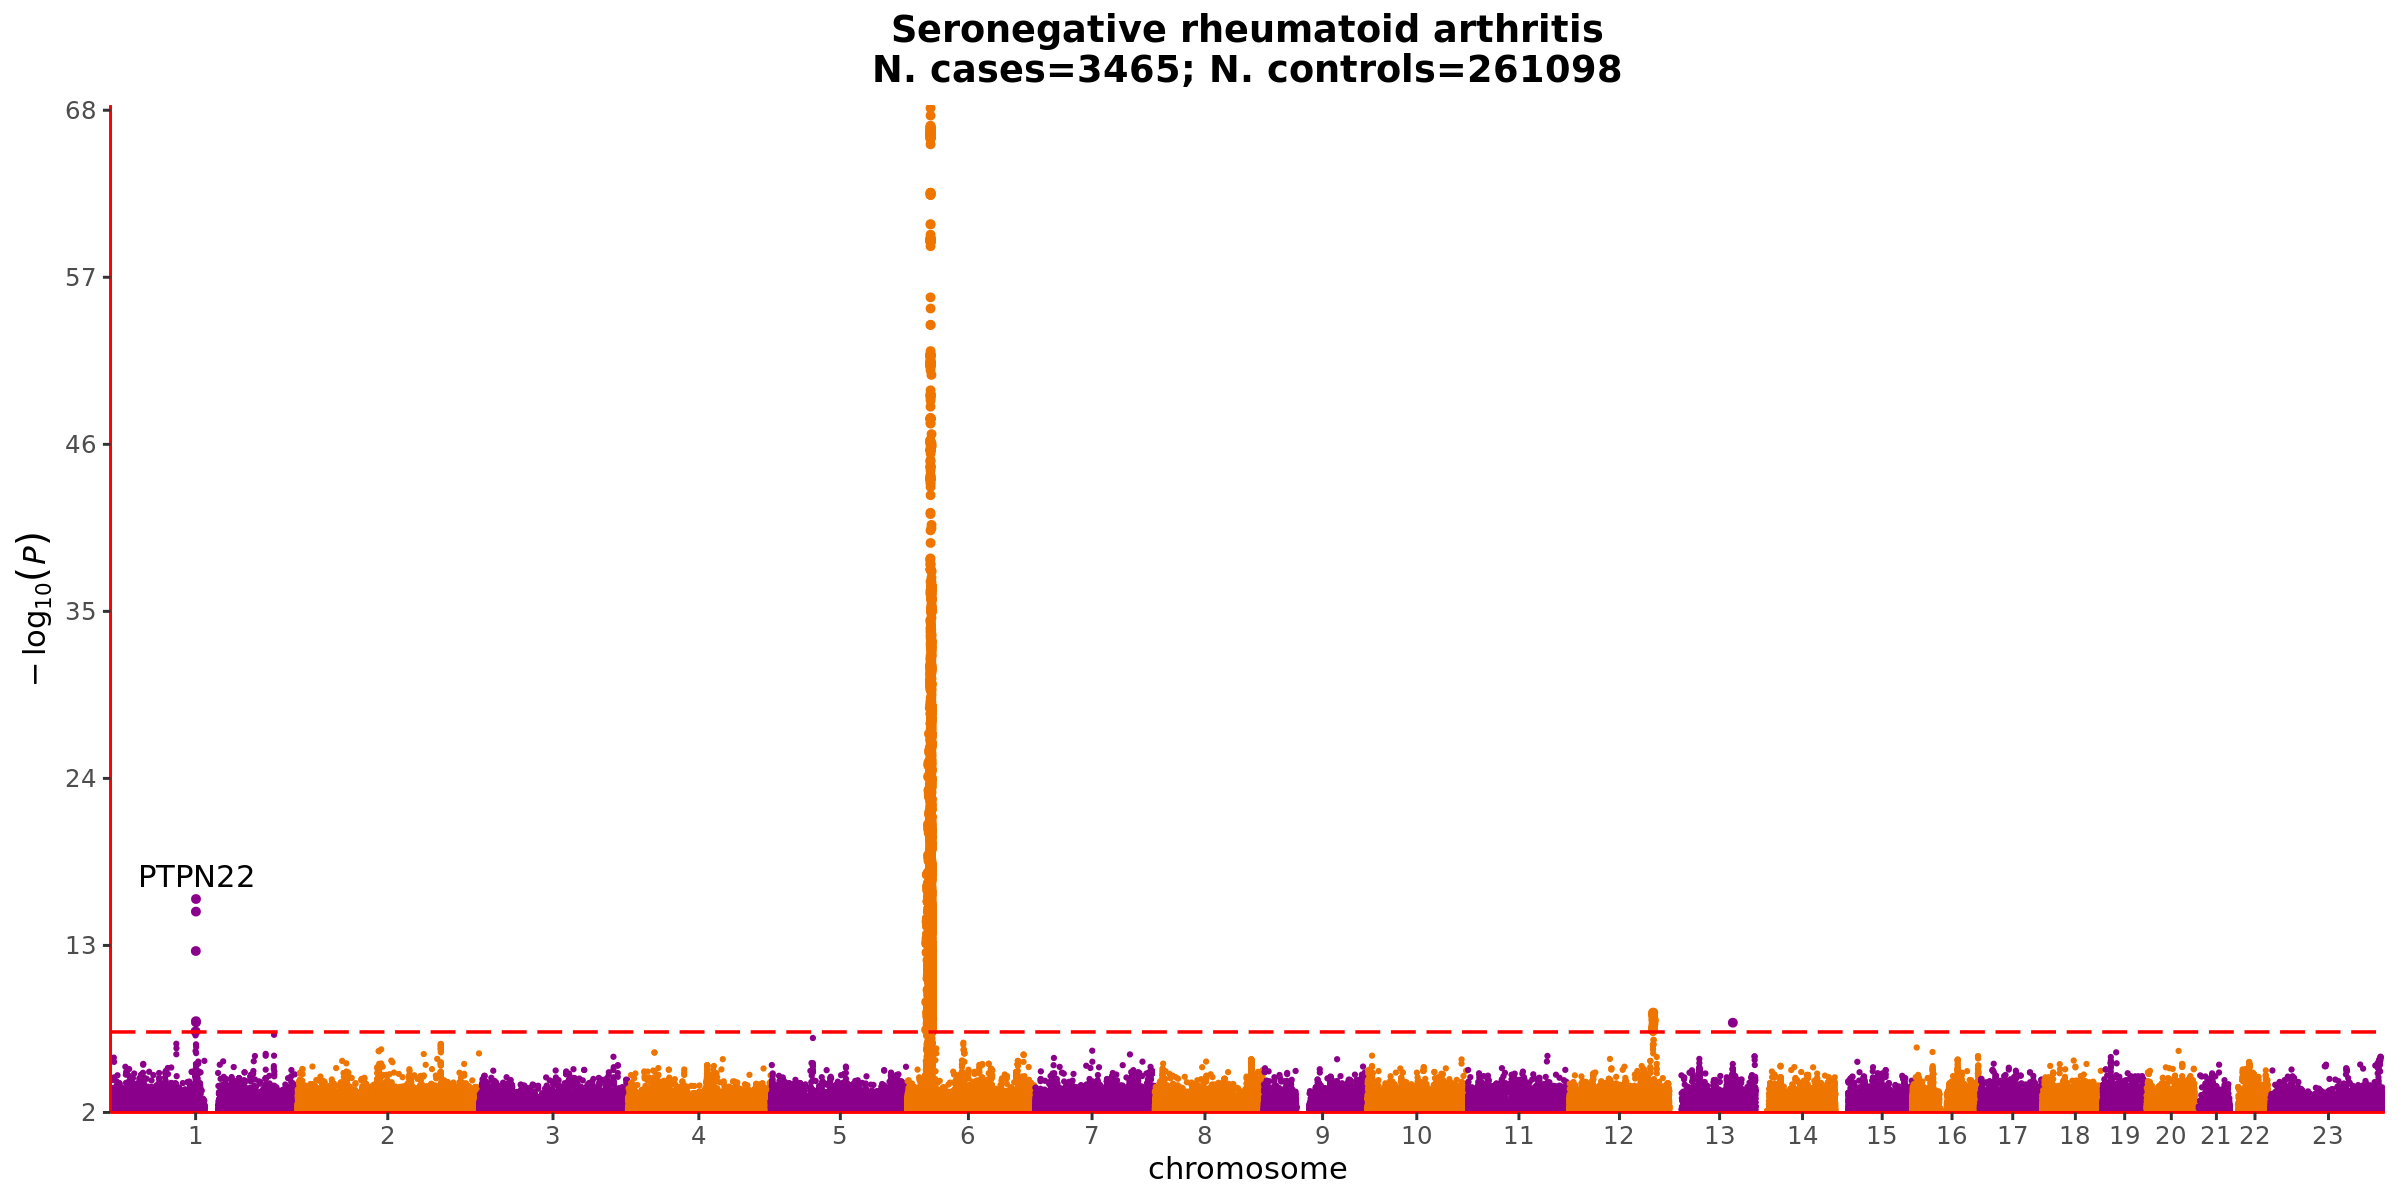 Seronegative rheumatoid arthritis
N. cases=3465; N. controls=261098
68
57
46
35
24
13
2
−log₁₀(P)
PTPN22
1 2 3 4 5 6 7 8 9 10 11 12 13 14 15 16 17 18 19 20 21 22 23
chromosome